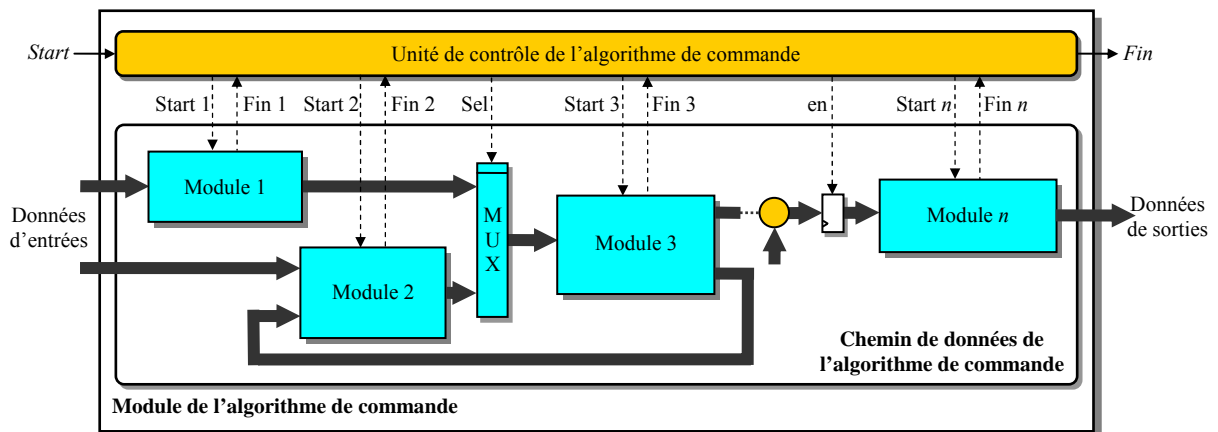 Start
Unité de contrôle de l'algorithme de commande
Fin
Start 1
Fin 1
Start 2
Fin 2
Sel
Start 3
Fin 3
en
Start n
Fin n
Module 1
Données
d'entrées
Module 2
M
U
X
Module 3
Module n
Données
de sorties
Chemin de données de
l'algorithme de commande
Module de l'algorithme de commande